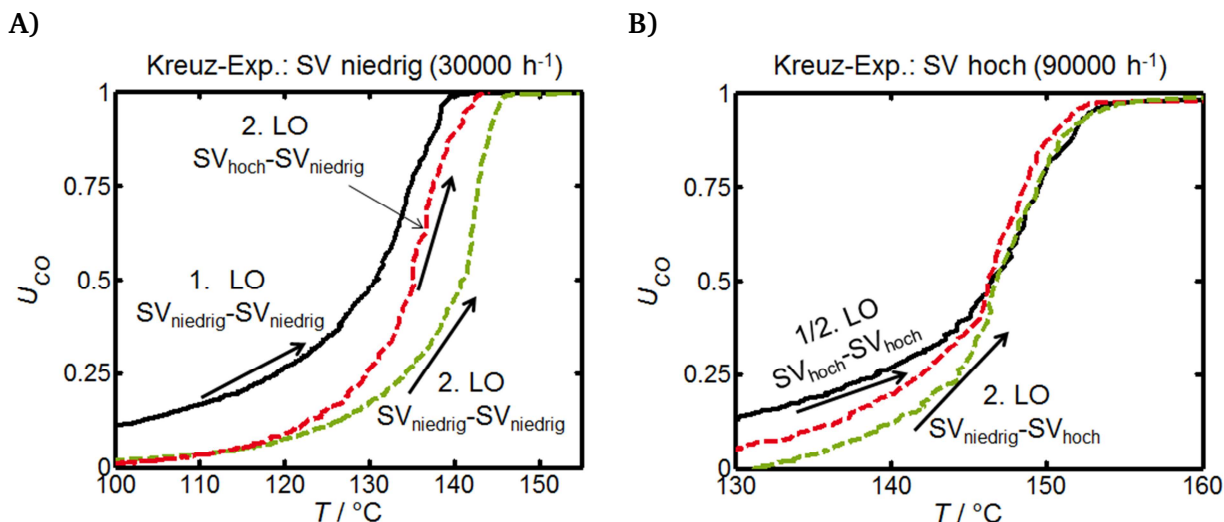 A)
Kreuz-Exp.: SV niedrig (30000 h⁻¹)
1
2. LO
SVhoch-SVniedrig
0.75
UCO
0.5
1. LO
SVniedrig-SVniedrig
0.25
2. LO
SVniedrig-SVniedrig
0
100 110 120 130 140 150
T / °C
B)
Kreuz-Exp.: SV hoch (90000 h⁻¹)
1
0.75
UCO
0.5
1/2. LO
SVhoch-SVhoch
0.25
2. LO
SVniedrig-SVhoch
0
130 140 150 160
T / °C